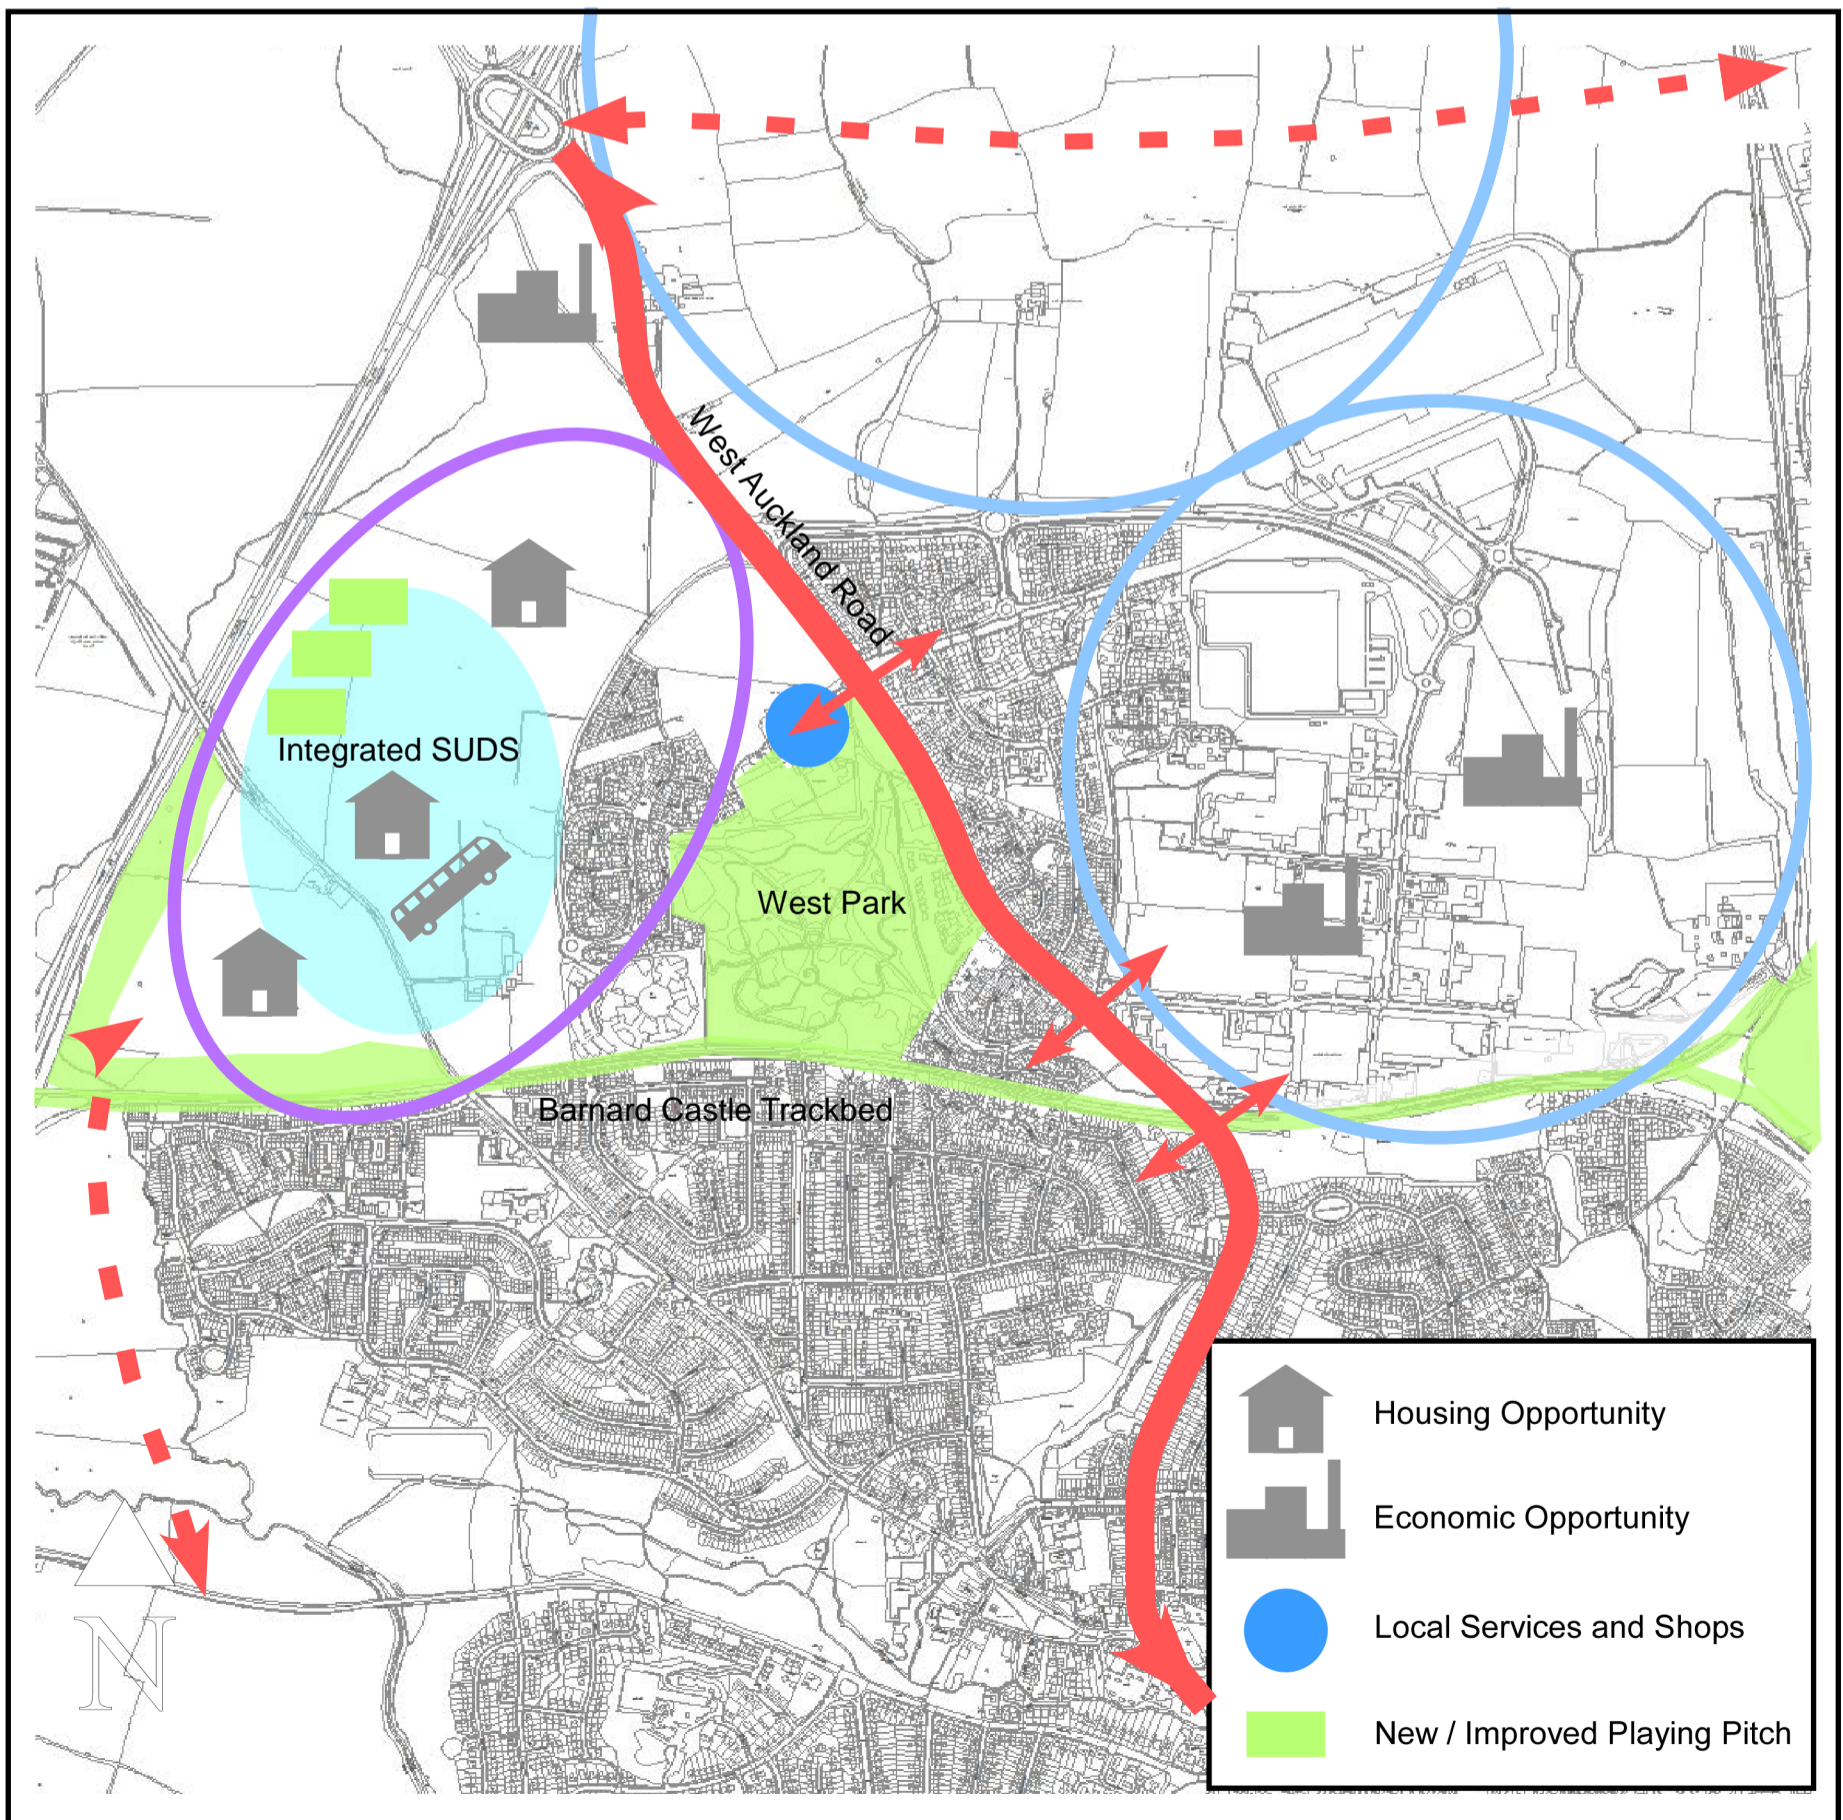 West Auckland Road
Integrated SUDS
West Park
Barnard Castle Trackbed
Housing Opportunity
Economic Opportunity
Local Services and Shops
New / Improved Playing Pitch
N